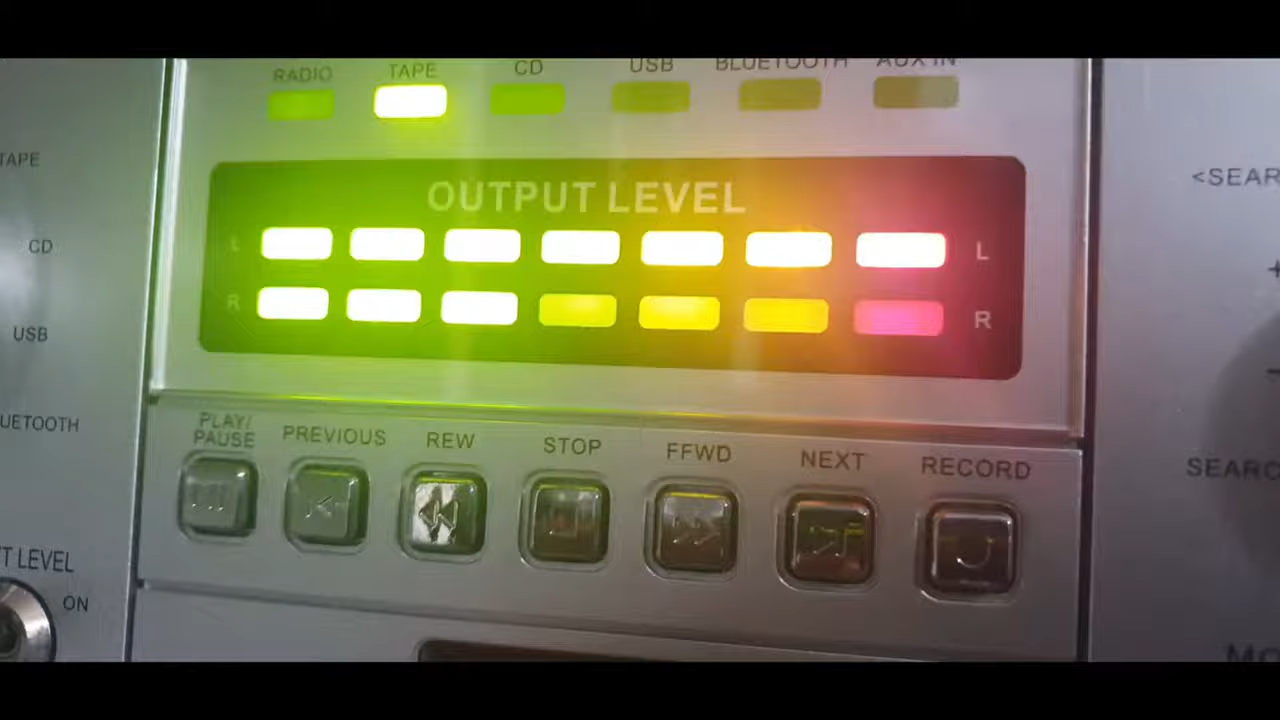 RADIO TAPE CD USB BLUETOOTH AUX IN
TAPE
<SEAR
OUTPUT LEVEL
CD
L L
R R
USB
UETOOTH
PLAY/
PAUSE
PREVIOUS
REW
STOP
FFWD
NEXT
RECORD
SEARC
T LEVEL
ON